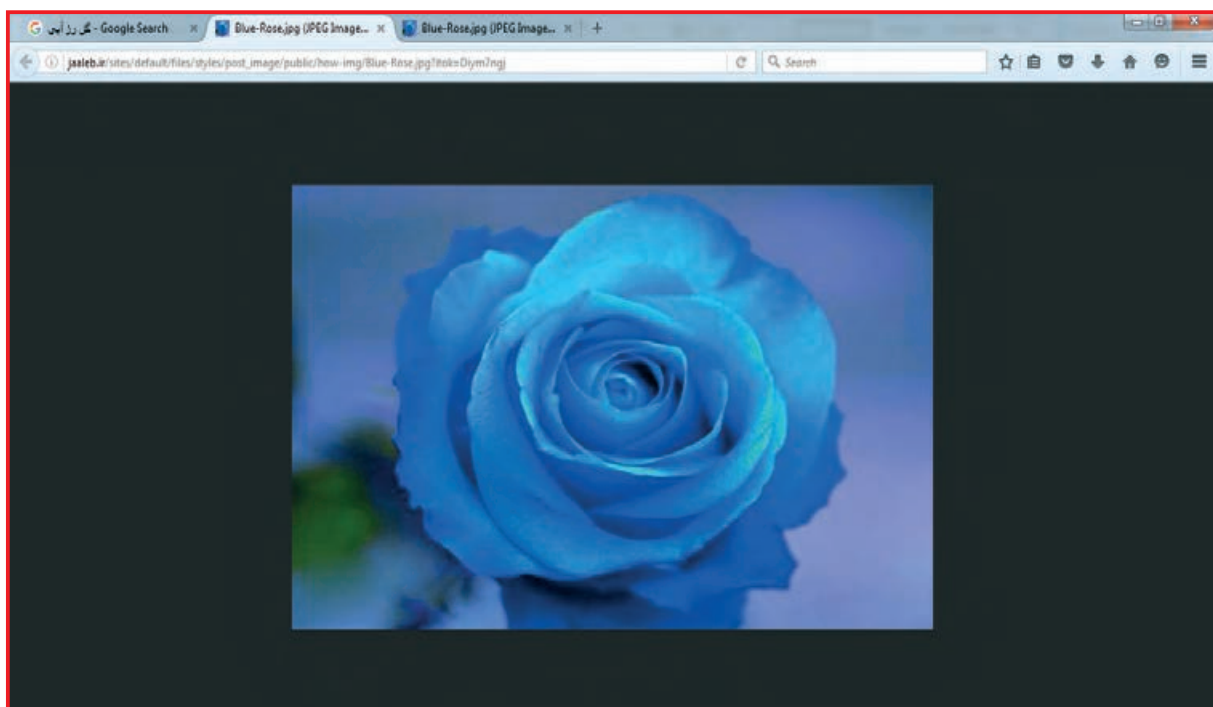 گل رز آبی - Google Search
Blue-Rose.jpg (JPEG Image...
Blue-Rose.jpg (JPEG Image...
jaaleb.ir/sites/default/files/styles/post_image/public/how-img/Blue-Rose.jpg?itok=Diym7ngj
Search